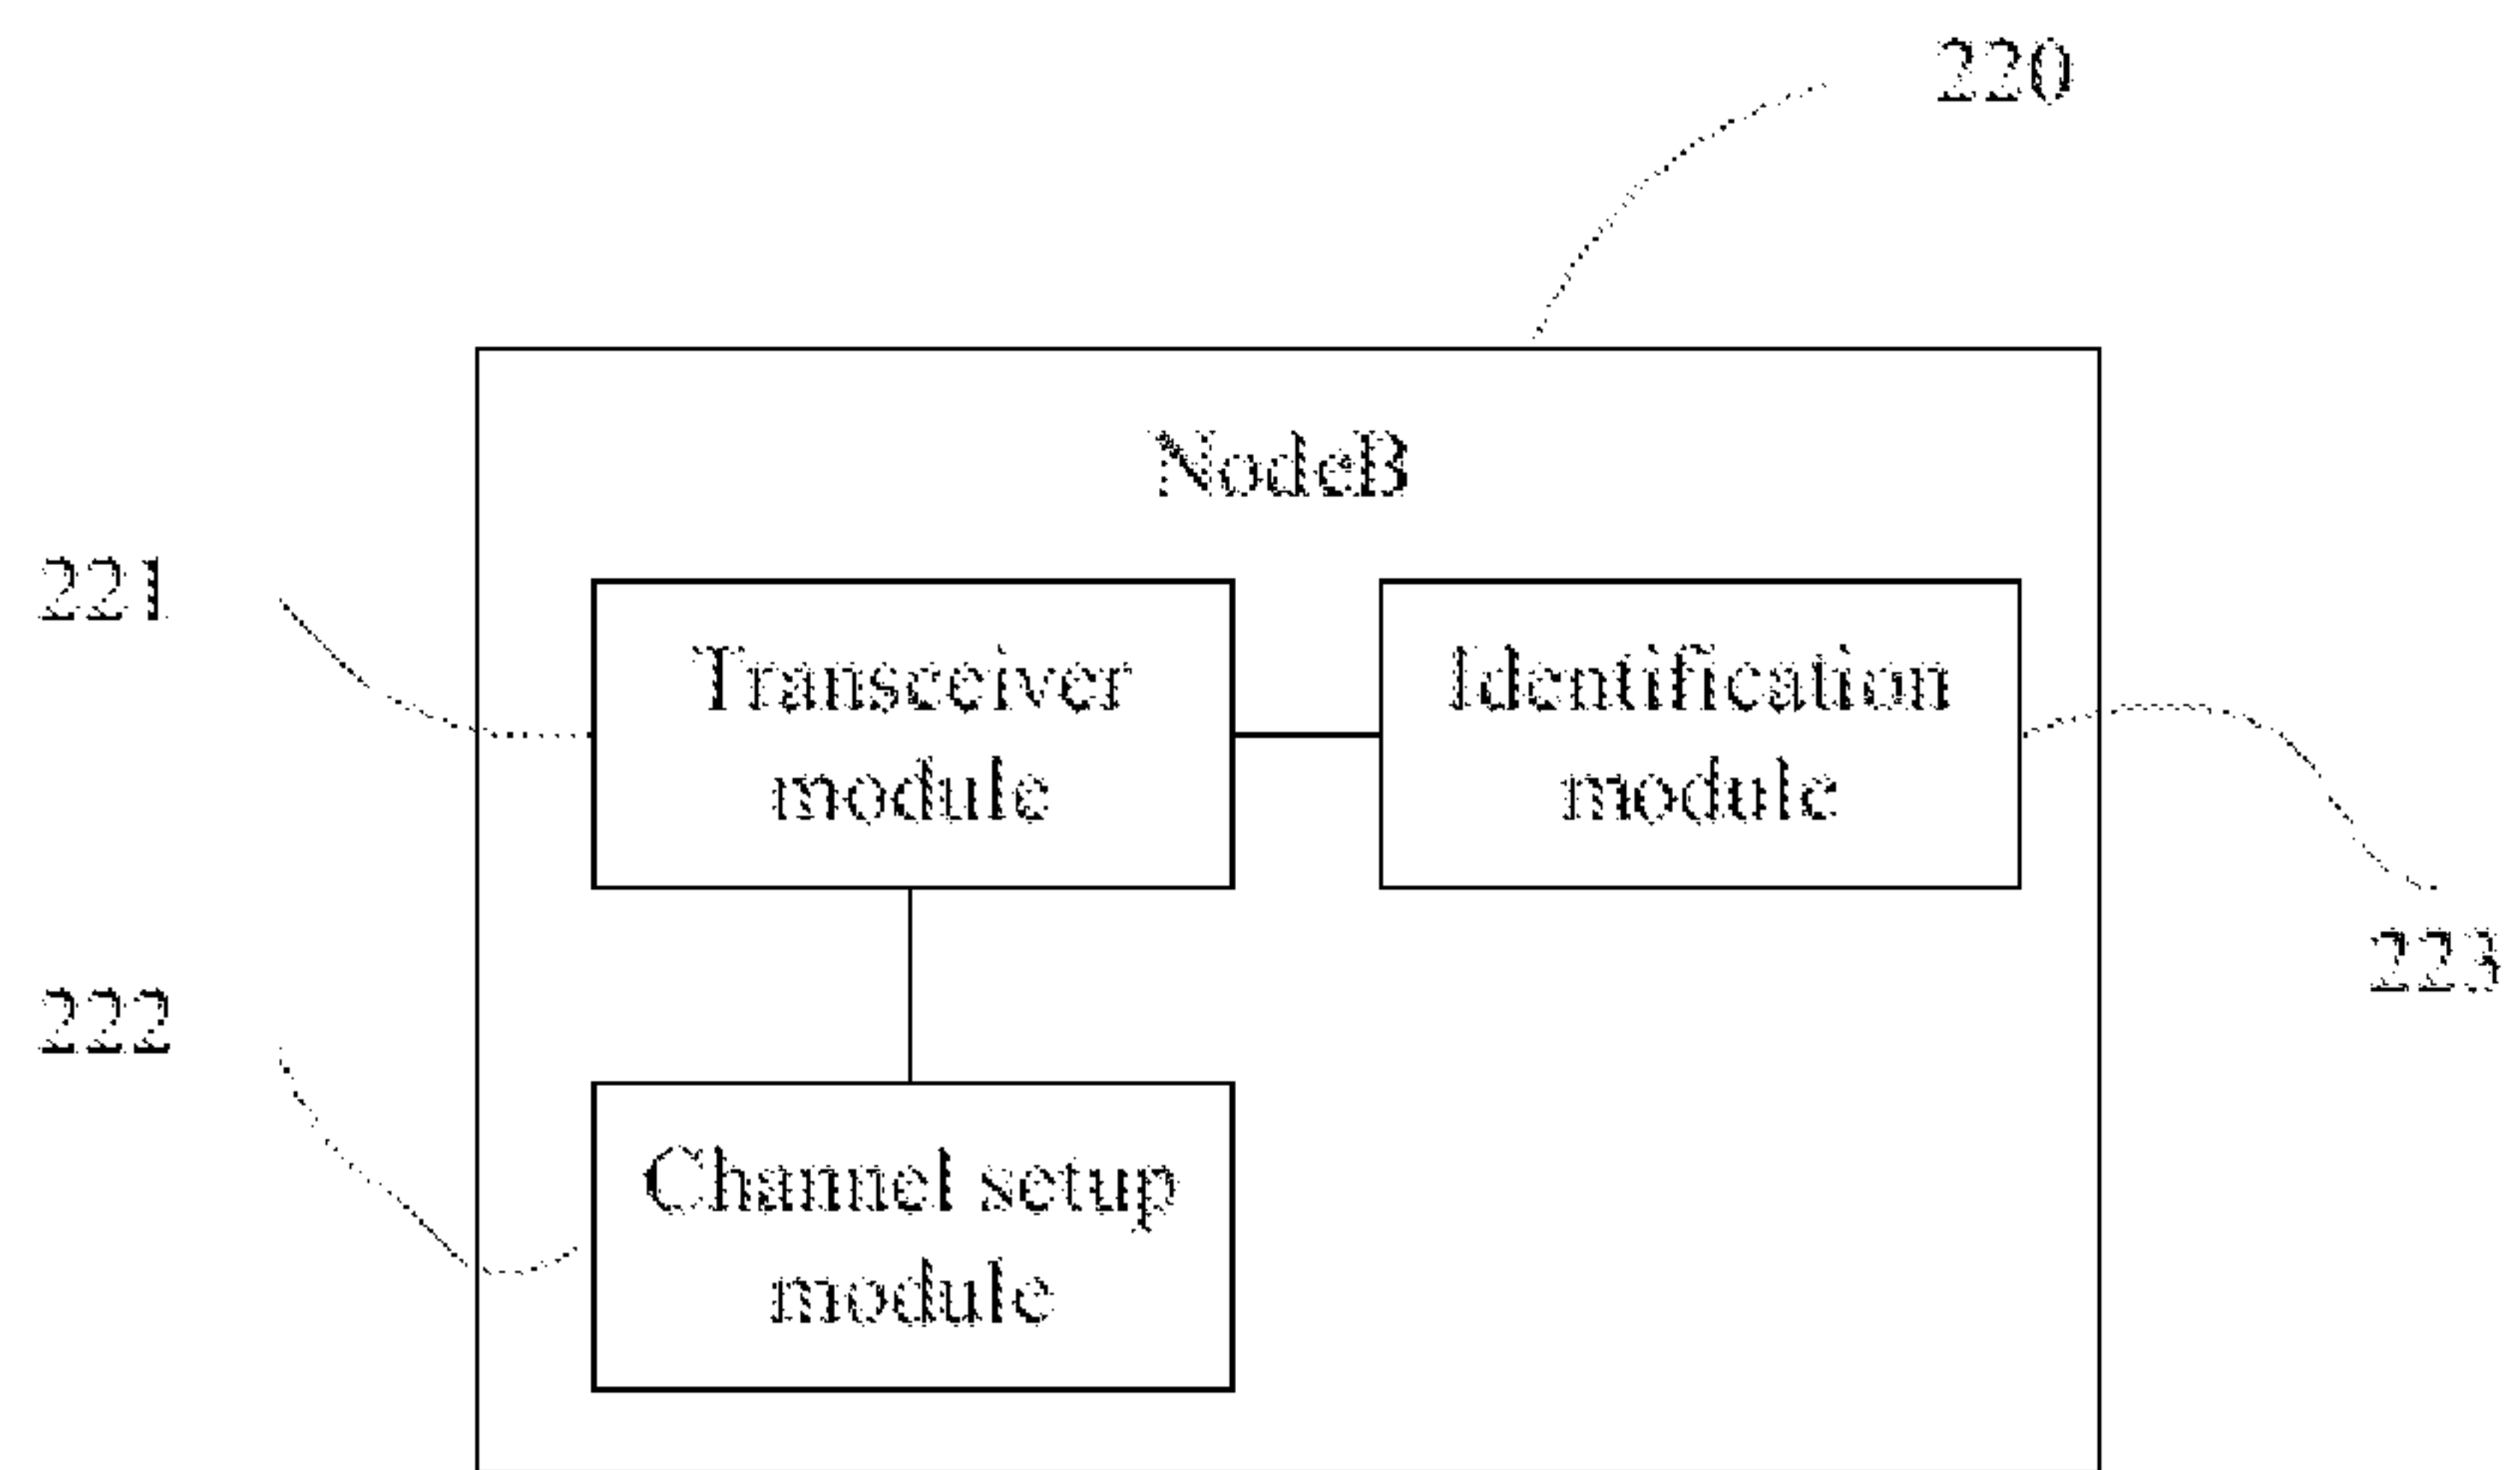 220
NodeB
221
Transceiver
module
Identification
module
223
222
Channel setup
module